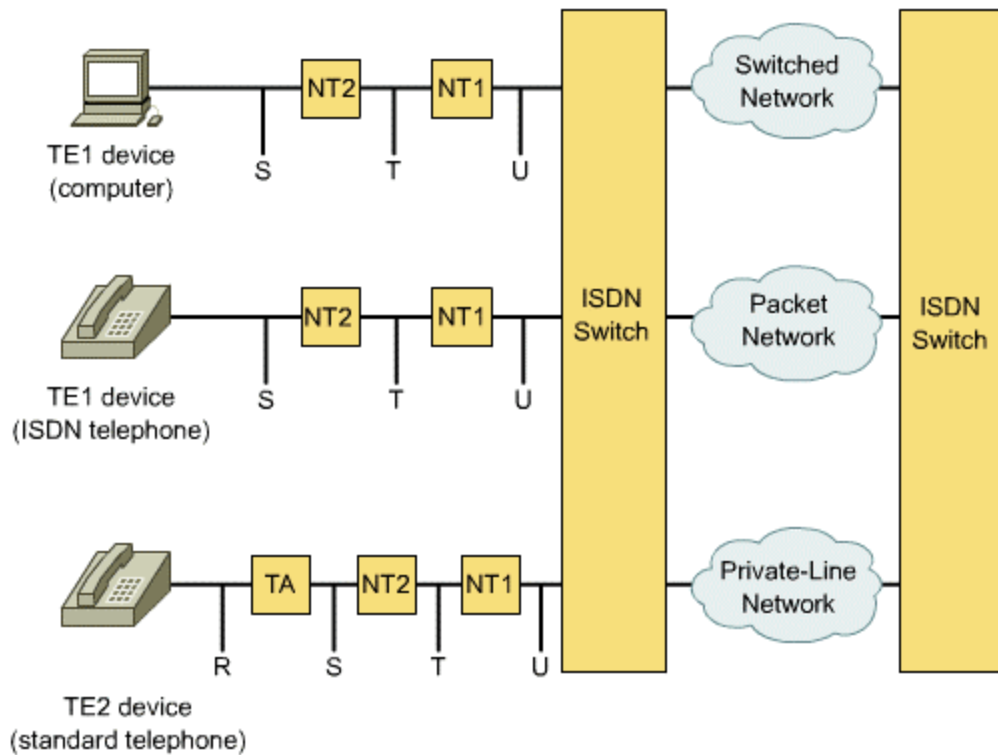 NT2
NT1
S
T
U
TE1 device
(computer)
NT2
NT1
S
T
U
TE1 device
(ISDN telephone)
TA
NT2
NT1
R
S
T
U
TE2 device
(standard telephone)
ISDN
Switch
Switched
Network
Packet
Network
Private-Line
Network
ISDN
Switch